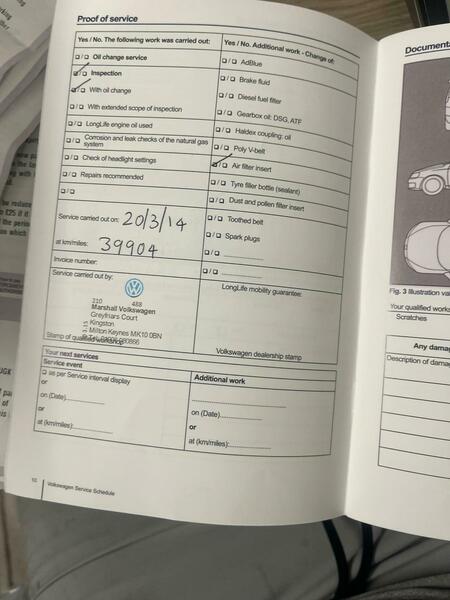 Proof of service
Yes / No. The following work was carried out:
❑/❑ Oil change service
❑/❑ Inspection
❑/❑ With oil change
❑/❑ With extended scope of inspection
❑/❑ LongLife engine oil used
❑/❑ Corrosion and leak checks of the natural gas
system
❑/❑ Check of headlight settings
❑/❑ Repairs recommended
❑/❑
Service carried out on: 20/3/14
at km/miles: 39904
Invoice number:
Service carried out by:
210 488
Marshall Volkswagen
Greyfriars Court
Kingston
Milton Keynes MK10 0BN
Stamp of qualified workshop
Yes / No. Additional work - Change of:
❑/❑ AdBlue
❑/❑ Brake fluid
❑/❑ Diesel fuel filter
❑/❑ Gearbox oil: DSG, ATF
❑/❑ Haldex coupling: oil
❑/❑ Poly V-belt
❑/❑ Air filter insert
❑/❑ Tyre filler bottle (sealant)
❑/❑ Dust and pollen filter insert
❑/❑ Toothed belt
❑/❑ Spark plugs
❑/❑
❑/❑
LongLife mobility guarantee:
Volkswagen dealership stamp
Your next services
Service event
❑ as per Service interval display
or
on (Date)
or
at (km/miles):
Additional work
on (Date)
or
at (km/miles):
Volkswagen Service Schedule
Documenta
Fig. 3 Illustration va
Your qualified works
Scratches
Any dama
Description of dama